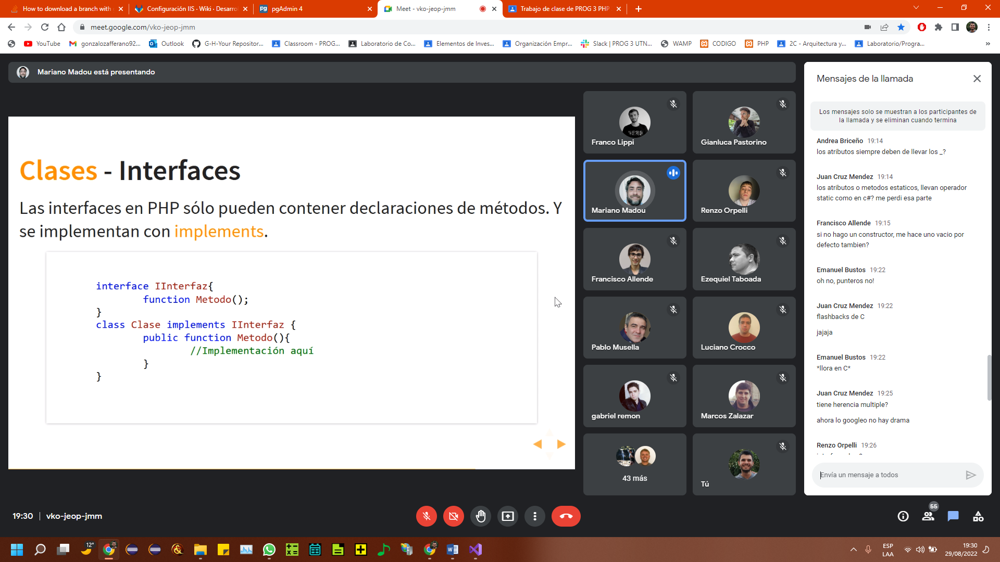 How to download a branch with
Configuración IIS · Wiki · Desarro
pgAdmin 4
Meet - vko-jeop-jmm
Trabajo de clase de PROG 3 PHP
meet.google.com/vko-jeop-jmm
YouTube
gonzalozafferano92...
Outlook
G-H-Your Repositor...
Classroom - PROG...
Laboratorio de Co...
Elementos de Inves...
Organización Empr...
Slack | PROG 3 UTN...
WAMP
CODIGO
PHP
2C - Arquitectura y...
Laboratorio/Progra...
»
Mariano Madou está presentando
Clases - Interfaces
Las interfaces en PHP sólo pueden contener declaraciones de métodos. Y
se implementan con implements.
interface IInterfaz{
function Metodo();
}
class Clase implements IInterfaz {
public function Metodo(){
//Implementación aquí
}
}
Franco Lippi
Gianluca Pastorino
Mariano Madou
Renzo Orpelli
Francisco Allende
Ezequiel Taboada
Pablo Musella
Luciano Crocco
gabriel remon
Marcos Zalazar
43 más
Tú
Mensajes de la llamada
Los mensajes solo se muestran a los participantes de
la llamada y se eliminan cuando termina
Andrea Briceño 19:14
los atributos siempre deben de llevar los _?
Juan Cruz Mendez 19:14
los atributos o metodos estaticos, llevan operador
static como en c#? me perdi esa parte
Francisco Allende 19:15
si no hago un constructor, me hace uno vacio por
defecto tambien?
Emanuel Bustos 19:22
oh no, punteros no!
Juan Cruz Mendez 19:22
flashbacks de C
jajaja
Emanuel Bustos 19:22
*llora en C*
Juan Cruz Mendez 19:25
tiene herencia multiple?
ahora lo googleo no hay drama
Renzo Orpelli 19:26
Envía un mensaje a todos
19:30 | vko-jeop-jmm
55
12°
ESP
LAA
19:30
29/08/2022